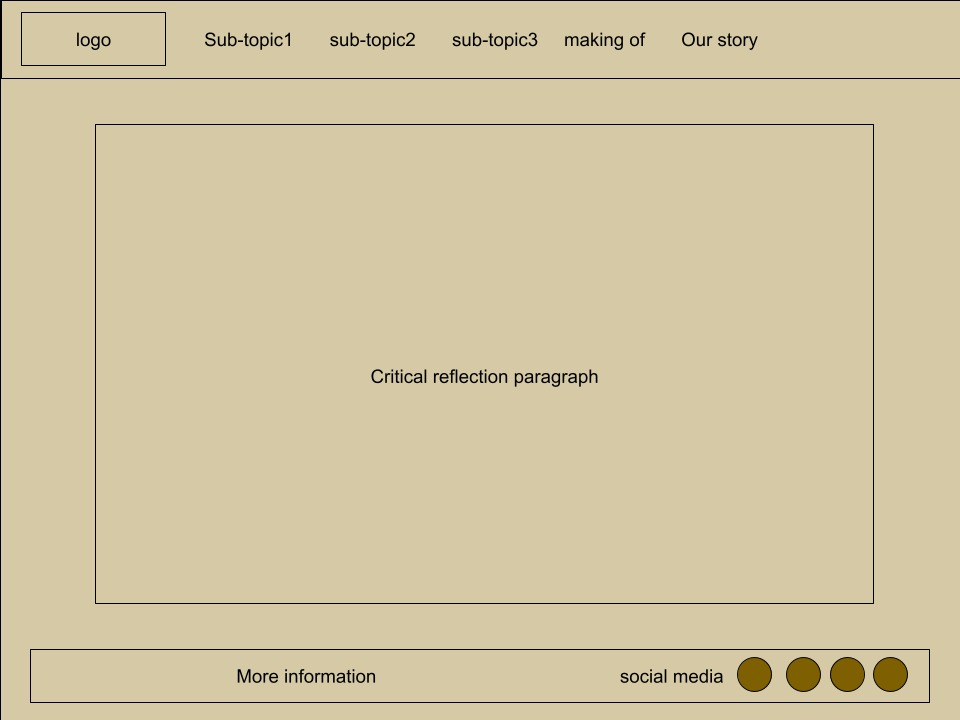 logo
Sub-topic1
sub-topic2
sub-topic3
making of
Our story
Critical reflection paragraph
More information
social media